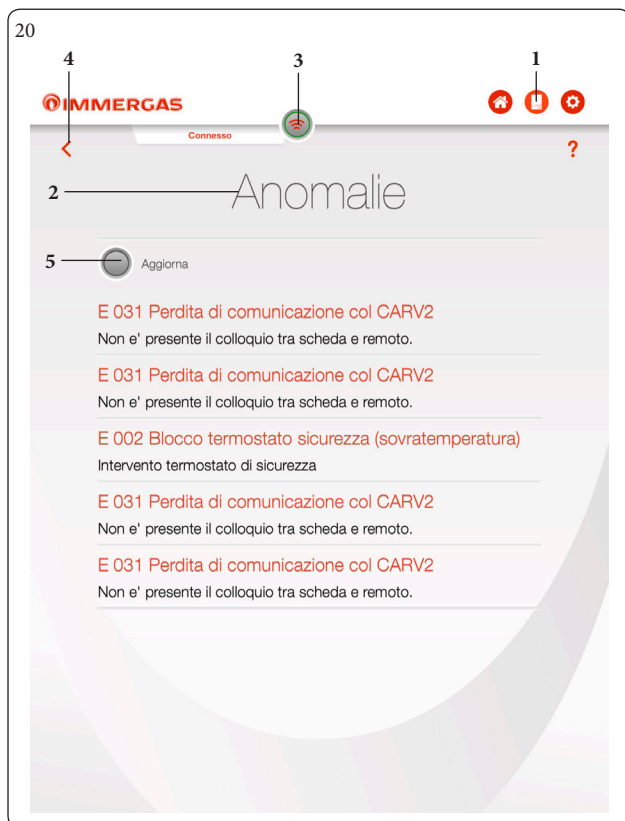 20
4
3
1
IMMERGAS
Connesso
?
2
Anomalie
5
Aggiorna
E 031 Perdita di comunicazione col CARV2
Non e' presente il colloquio tra scheda e remoto.
E 031 Perdita di comunicazione col CARV2
Non e' presente il colloquio tra scheda e remoto.
E 002 Blocco termostato sicurezza (sovratemperatura)
Intervento termostato di sicurezza
E 031 Perdita di comunicazione col CARV2
Non e' presente il colloquio tra scheda e remoto.
E 031 Perdita di comunicazione col CARV2
Non e' presente il colloquio tra scheda e remoto.